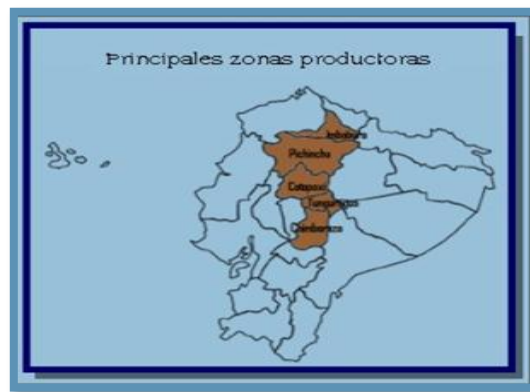 Principales zonas productoras
Imbabura
Pichincha
Cotopaxi
Tungurahua
Chimborazo